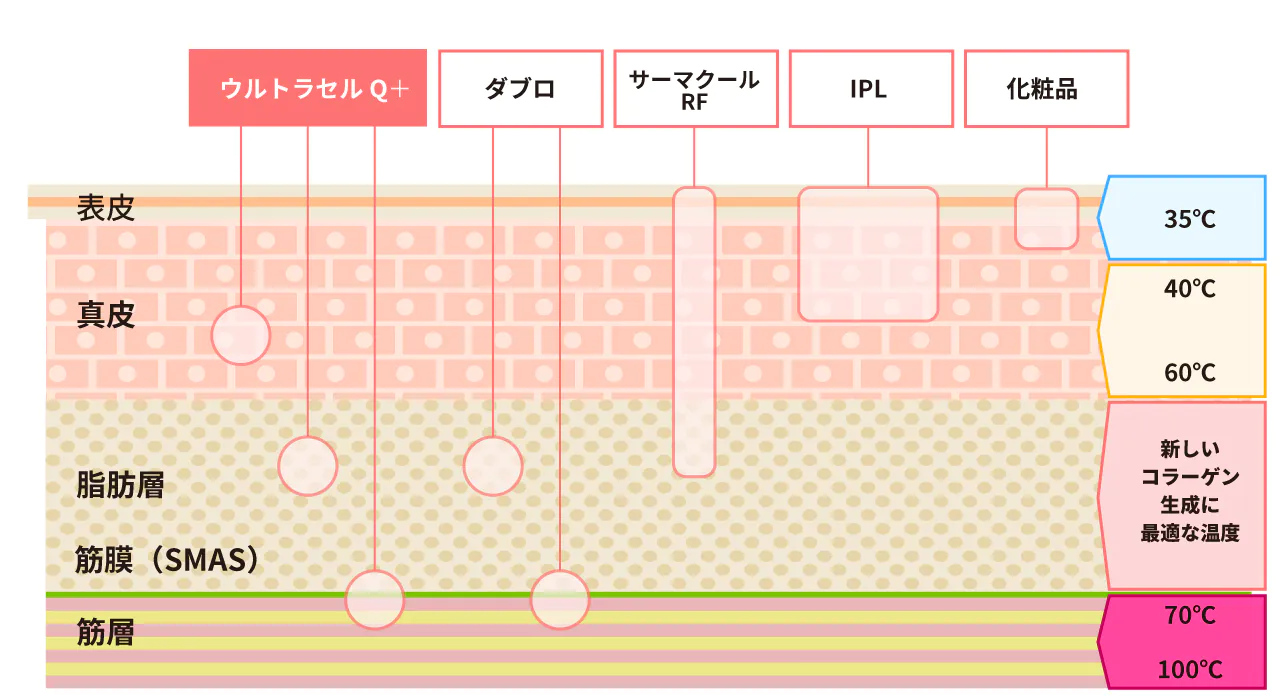 ウルトラセル Q＋
ダブロ
サーマクール
RF
IPL
化粧品
表皮
真皮
脂肪層
筋膜（SMAS）
筋層
35℃
40℃
60℃
新しい
コラーゲン
生成に
最適な温度
70℃
100℃